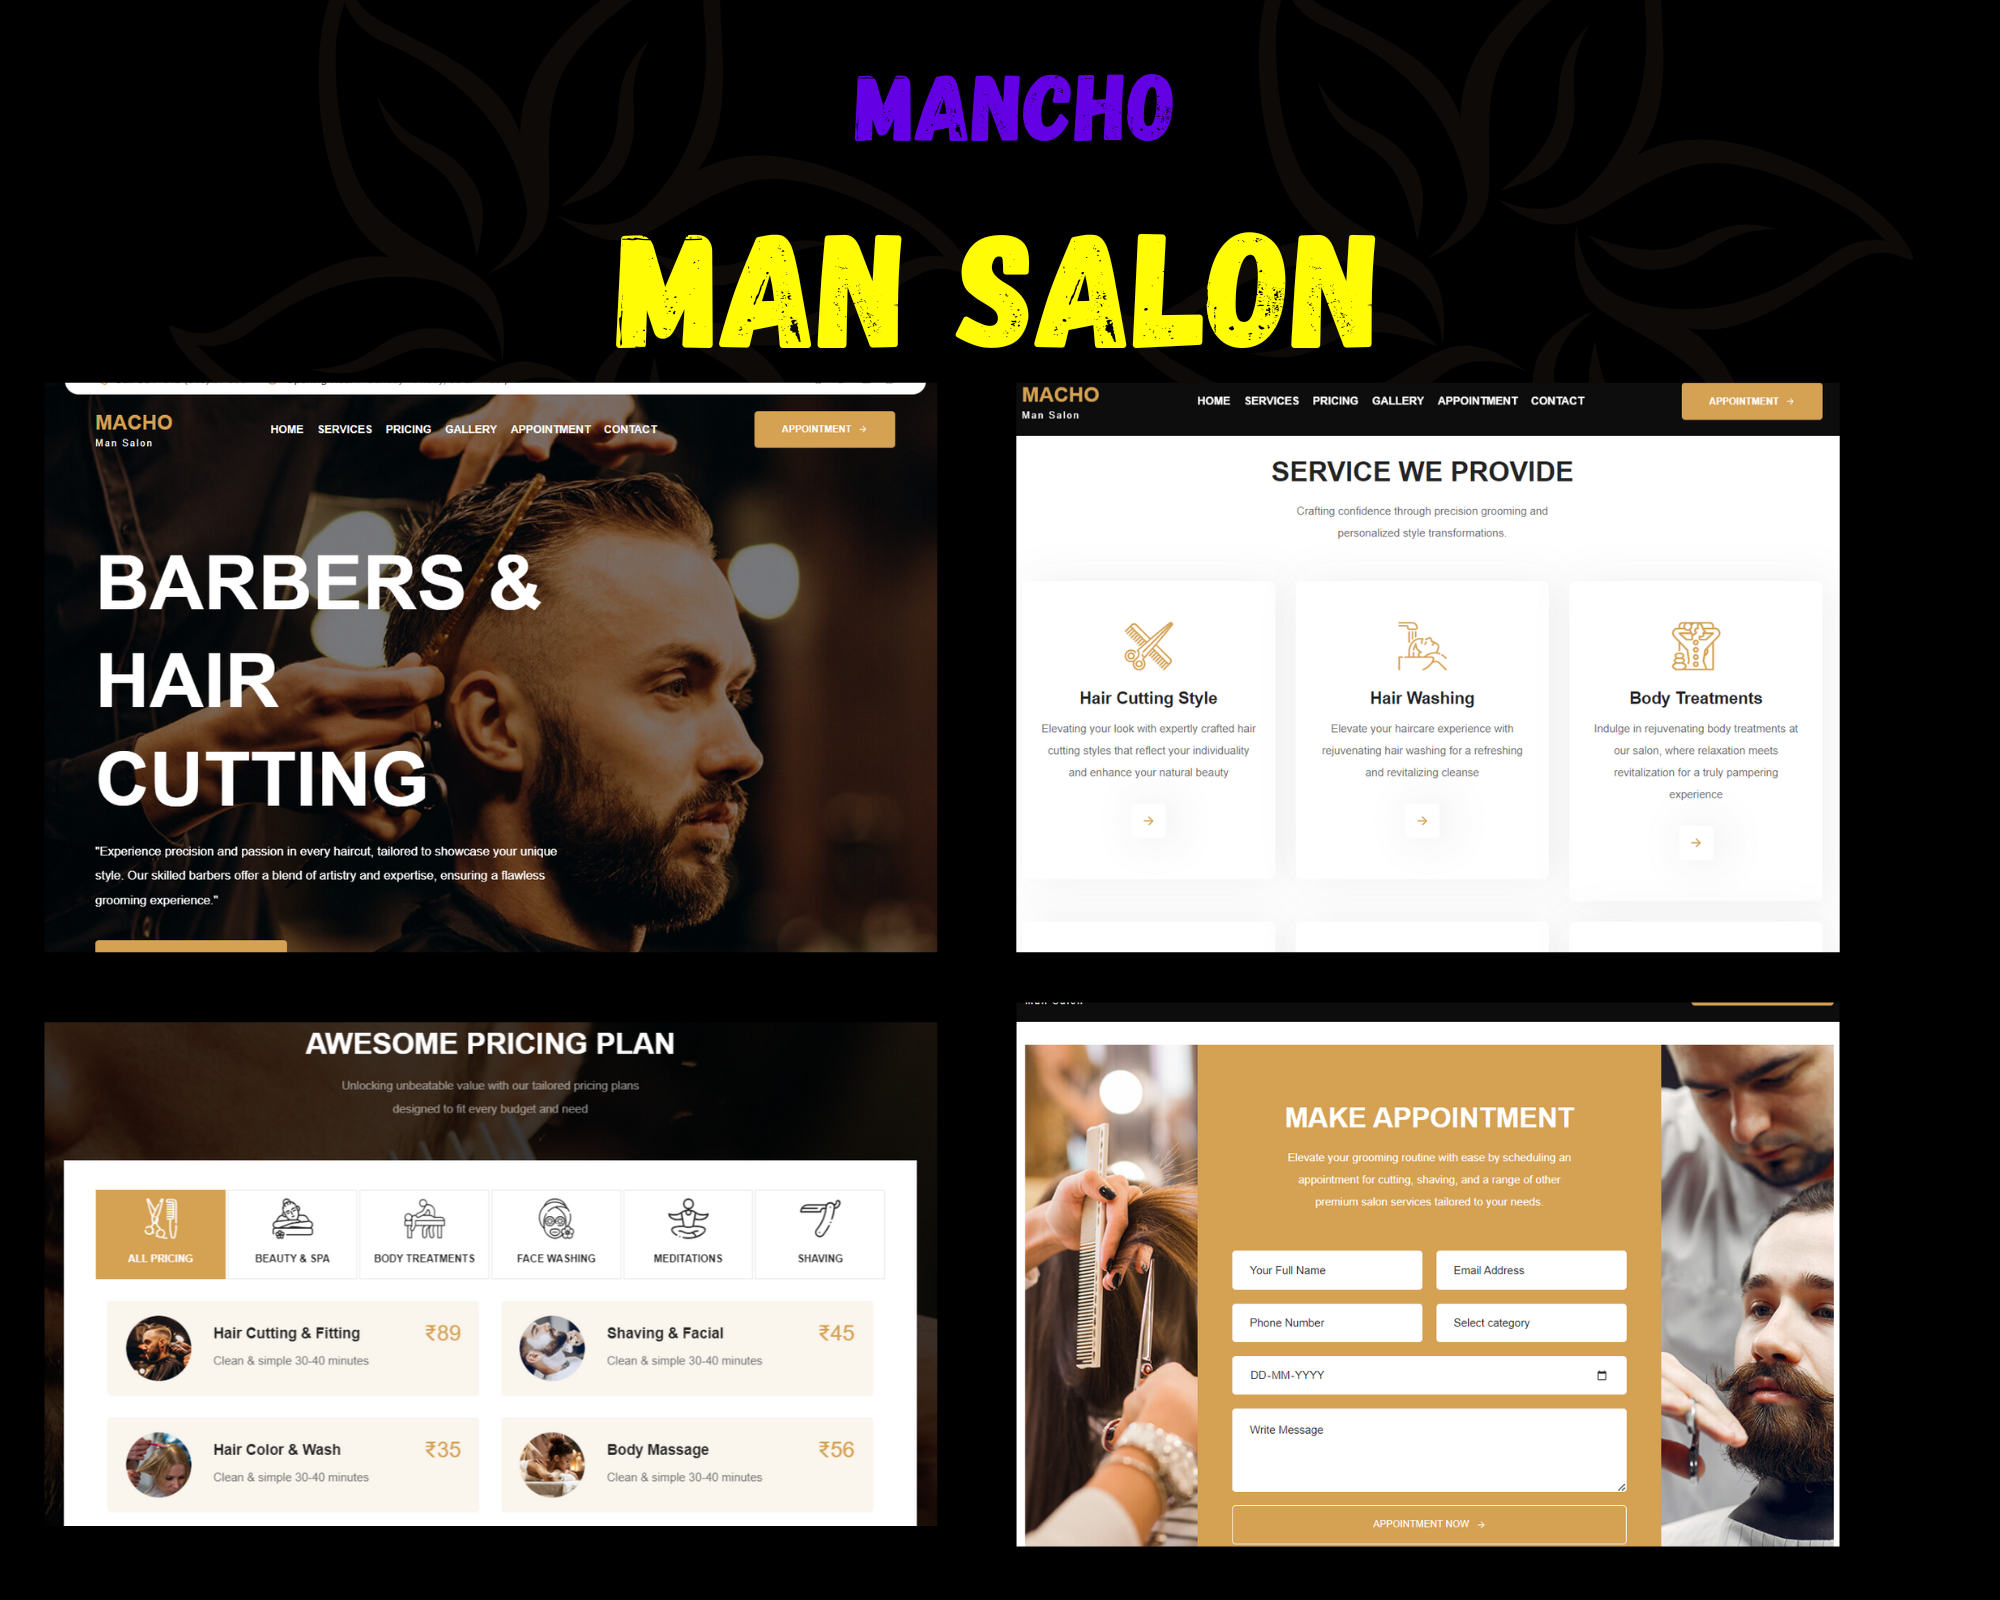 MANCHO
MAN SALON
MACHO
Man Salon
HOME SERVICES PRICING GALLERY APPOINTMENT CONTACT
APPOINTMENT →
BARBERS &
HAIR
CUTTING
"Experience precision and passion in every haircut, tailored to showcase your unique
style. Our skilled barbers offer a blend of artistry and expertise, ensuring a flawless
grooming experience."
MACHO
Man Salon
HOME SERVICES PRICING GALLERY APPOINTMENT CONTACT
APPOINTMENT →
SERVICE WE PROVIDE
Crafting confidence through precision grooming and
personalized style transformations.
Hair Cutting Style
Elevating your look with expertly crafted hair
cutting styles that reflect your individuality
and enhance your natural beauty
→
Hair Washing
Elevate your haircare experience with
rejuvenating hair washing for a refreshing
and revitalizing cleanse
→
Body Treatments
Indulge in rejuvenating body treatments at
our salon, where relaxation meets
revitalization for a truly pampering
experience
→
AWESOME PRICING PLAN
Unlocking unbeatable value with our tailored pricing plans
designed to fit every budget and need
ALL PRICING
BEAUTY & SPA
BODY TREATMENTS
FACE WASHING
MEDITATIONS
SHAVING
Hair Cutting & Fitting ₹89
Clean & simple 30-40 minutes
Shaving & Facial ₹45
Clean & simple 30-40 minutes
Hair Color & Wash ₹35
Clean & simple 30-40 minutes
Body Massage ₹56
Clean & simple 30-40 minutes
Man Salon
MAKE APPOINTMENT
Elevate your grooming routine with ease by scheduling an
appointment for cutting, shaving, and a range of other
premium salon services tailored to your needs.
Your Full Name
Email Address
Phone Number
Select category
DD-MM-YYYY
Write Message
APPOINTMENT NOW →